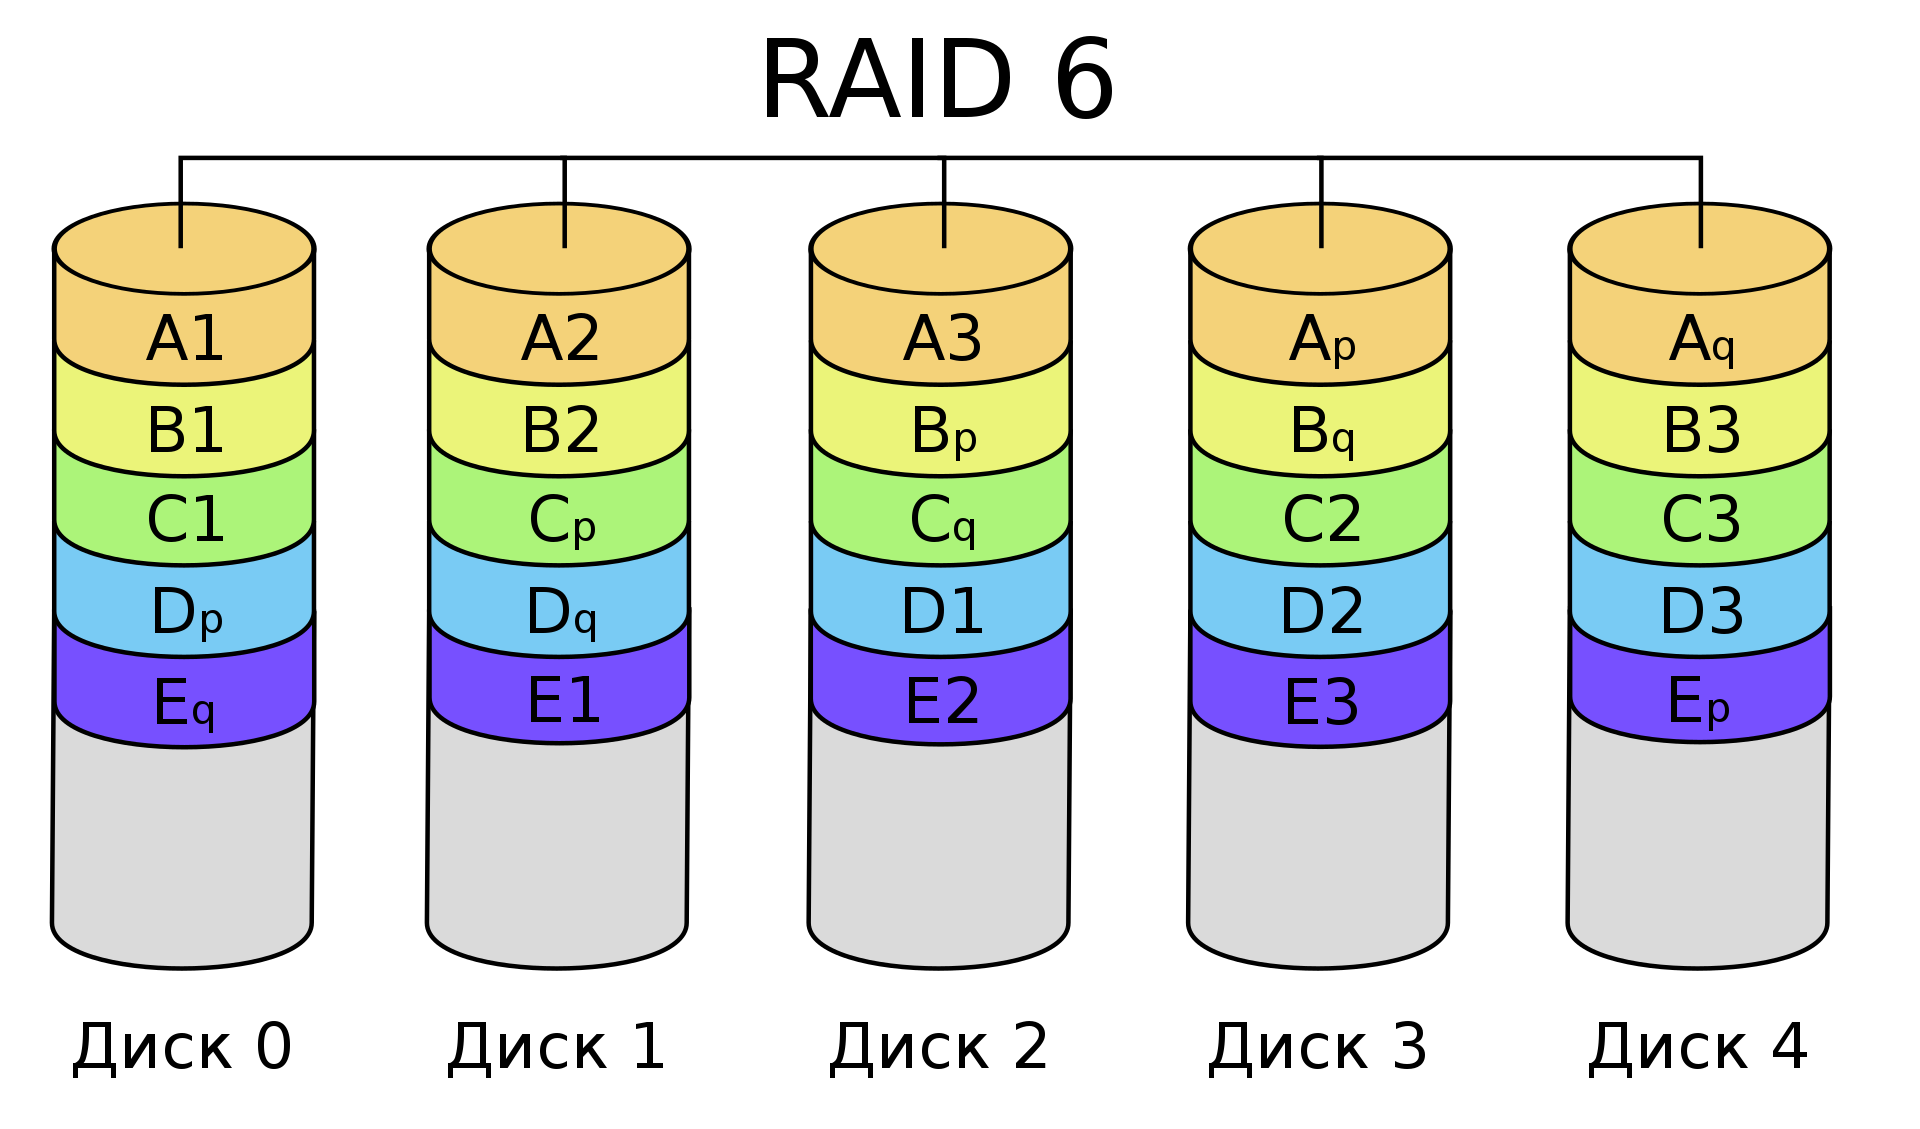 RAID 6
A1 A2 A3 Ap Aq
B1 B2 Bp Bq B3
C1 Cp Cq C2 C3
Dp Dq D1 D2 D3
Eq E1 E2 E3 Ep
Диск 0 Диск 1 Диск 2 Диск 3 Диск 4